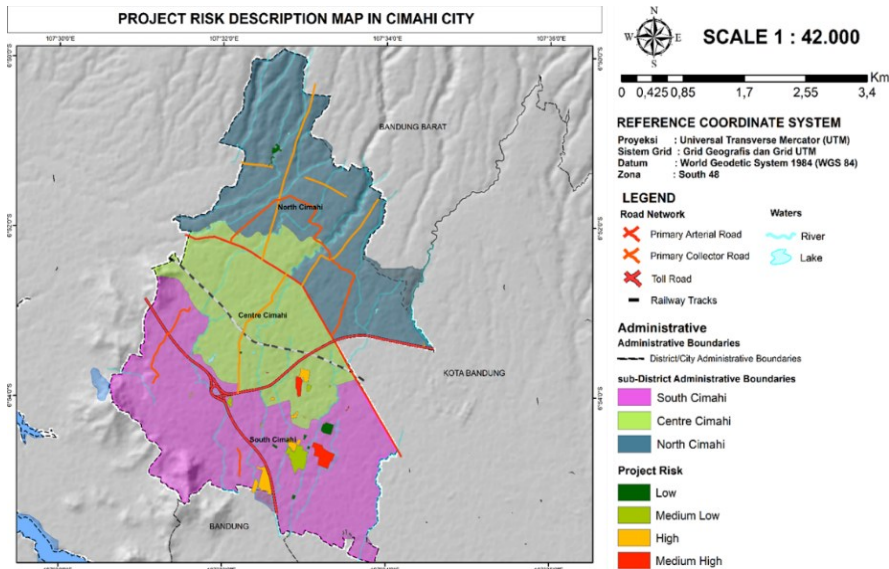 PROJECT RISK DESCRIPTION MAP IN CIMAHI CITY
107°30'0"E
107°32'0"E
107°34'0"E
BANDUNG BARAT
North Cimahi
Centre Cimahi
KOTA BANDUNG
South Cimahi
BANDUNG
N
W
E
S
SCALE 1 : 42.000
Km
0 0,425 0,85 1,7 2,55 3,4
REFERENCE COORDINATE SYSTEM
Proyeksi : Universal Transverse Mercator (UTM)
Sistem Grid : Grid Geografis dan Grid UTM
Datum : World Geodetic System 1984 (WGS 84)
Zona : South 48
LEGEND
Road Network
Primary Arterial Road
Primary Collector Road
Toll Road
Railway Tracks
Waters
River
Lake
Administrative
Administrative Boundaries
District/City Administrative Boundaries
sub-District Administrative Boundaries
South Cimahi
Centre Cimahi
North Cimahi
Project Risk
Low
Medium Low
High
Medium High